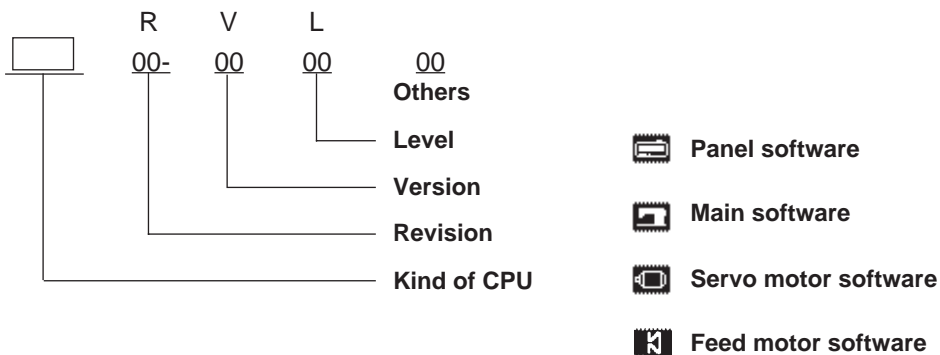 R V L
00- 00 00 00
Others
Level
Version
Revision
Kind of CPU
Panel software
Main software
Servo motor software
Feed motor software